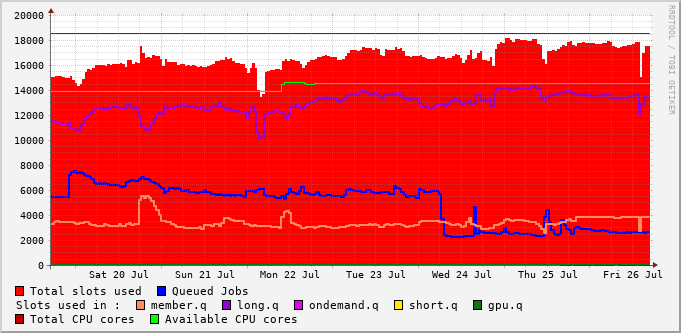 20000
18000
16000
14000
12000
10000
8000
6000
4000
2000
0
Sat 20 Jul Sun 21 Jul Mon 22 Jul Tue 23 Jul Wed 24 Jul Thu 25 Jul Fri 26 Jul
RRDTOOL / TOBI OETIKER
Total slots used Queued Jobs
Slots used in : member.q long.q ondemand.q short.q gpu.q
Total CPU cores Available CPU cores